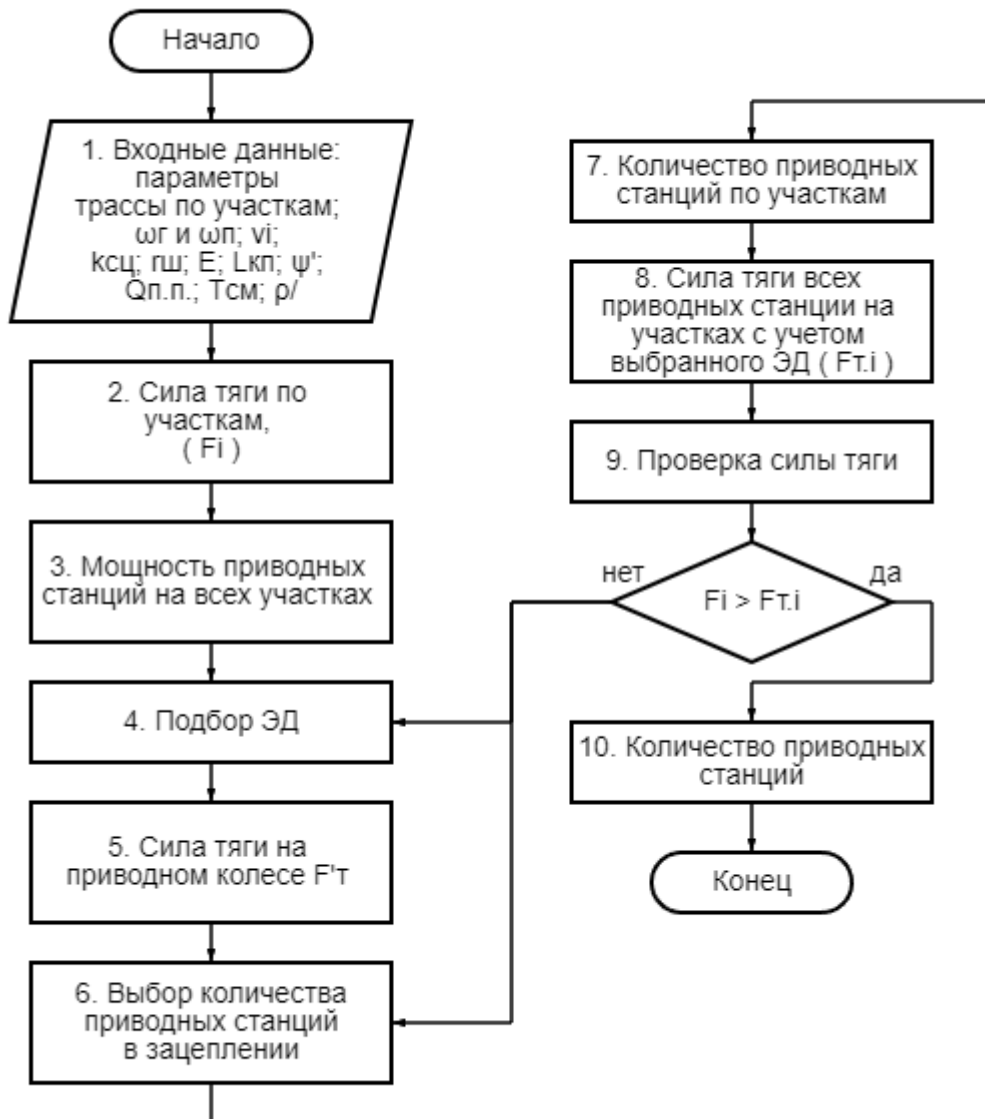 Начало
1. Входные данные:
параметры
трассы по участкам;
ωг и ωп; vi;
kсц; rш; E; Lкп; ψ';
Qп.п.; Tсм; ρ/
2. Сила тяги по
участкам,
( Fi )
3. Мощность приводных
станций на всех участках
4. Подбор ЭД
5. Сила тяги на
приводном колесе F'т
6. Выбор количества
приводных станций
в зацеплении
7. Количество приводных
станций по участкам
8. Сила тяги всех
приводных станции на
участках с учетом
выбранного ЭД ( Fт.i )
9. Проверка силы тяги
нет
да
Fi > Fт.i
10. Количество приводных
станций
Конец